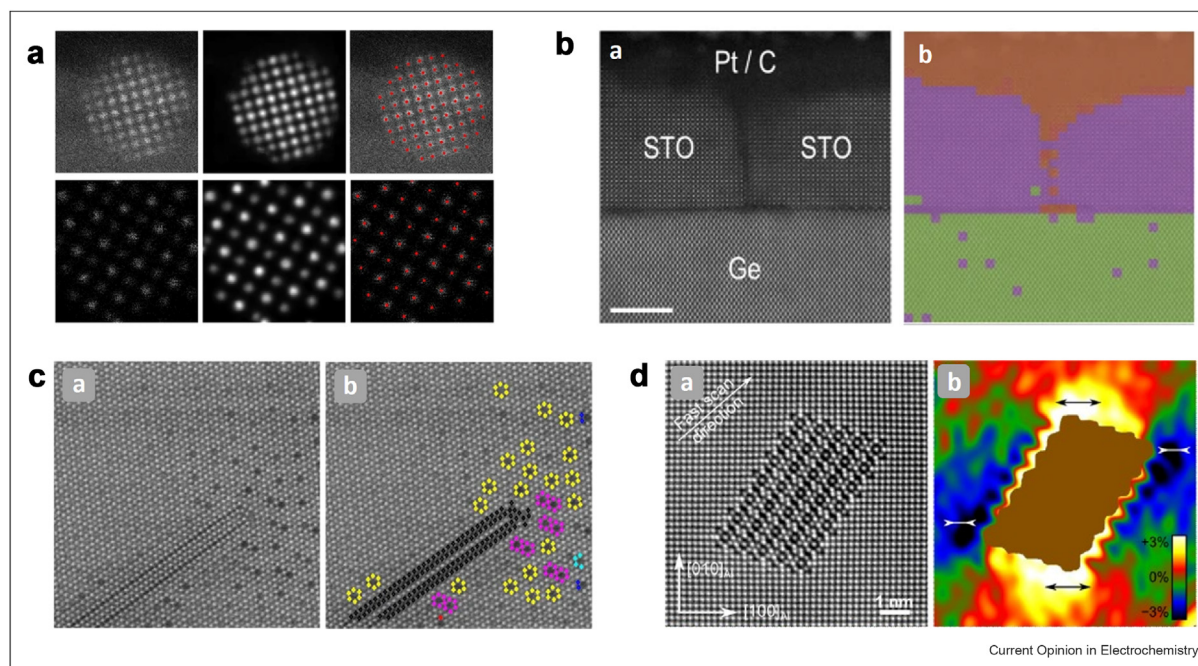 a
b
a
Pt / C
STO
STO
Ge
b
c
a
b
d
a
Fast scan
direction
[010]
[100]
1 nm
b
+3%
0%
−3%
Current Opinion in Electrochemistry